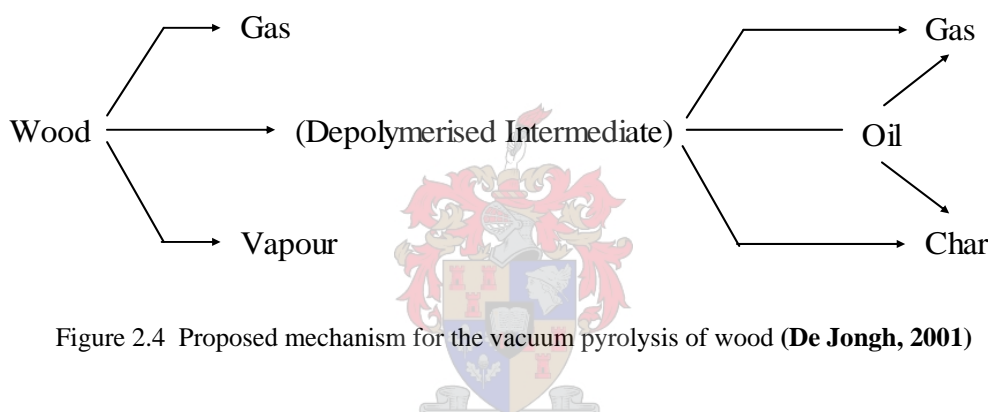 Gas Gas
Wood (Depolymerised Intermediate) Oil
Vapour Char
Figure 2.4 Proposed mechanism for the vacuum pyrolysis of wood (De Jongh, 2001)